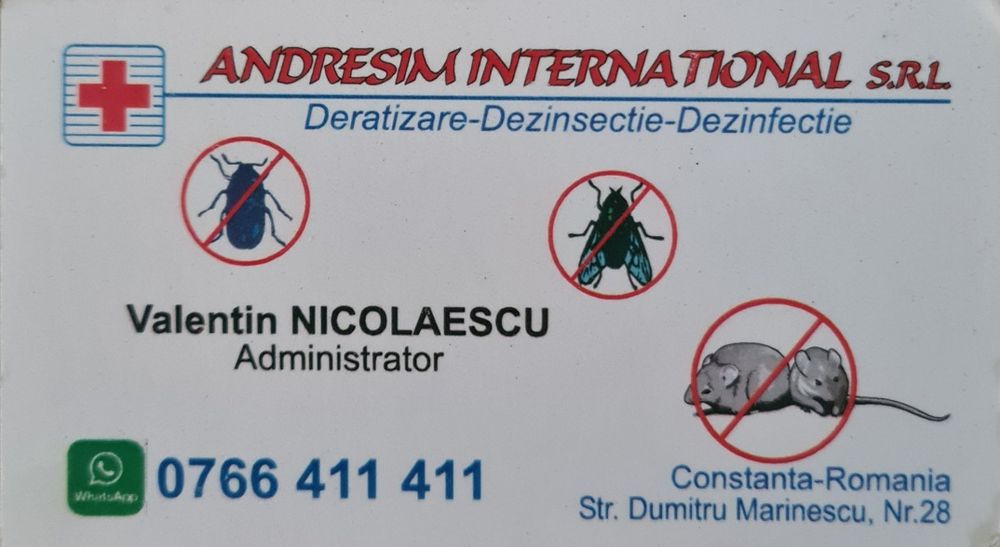 ANDRESIM INTERNATIONAL S.R.L.
Deratizare-Dezinsectie-Dezinfectie
Valentin NICOLAESCU
Administrator
WhatsApp
0766 411 411
Constanta-Romania
Str. Dumitru Marinescu, Nr.28